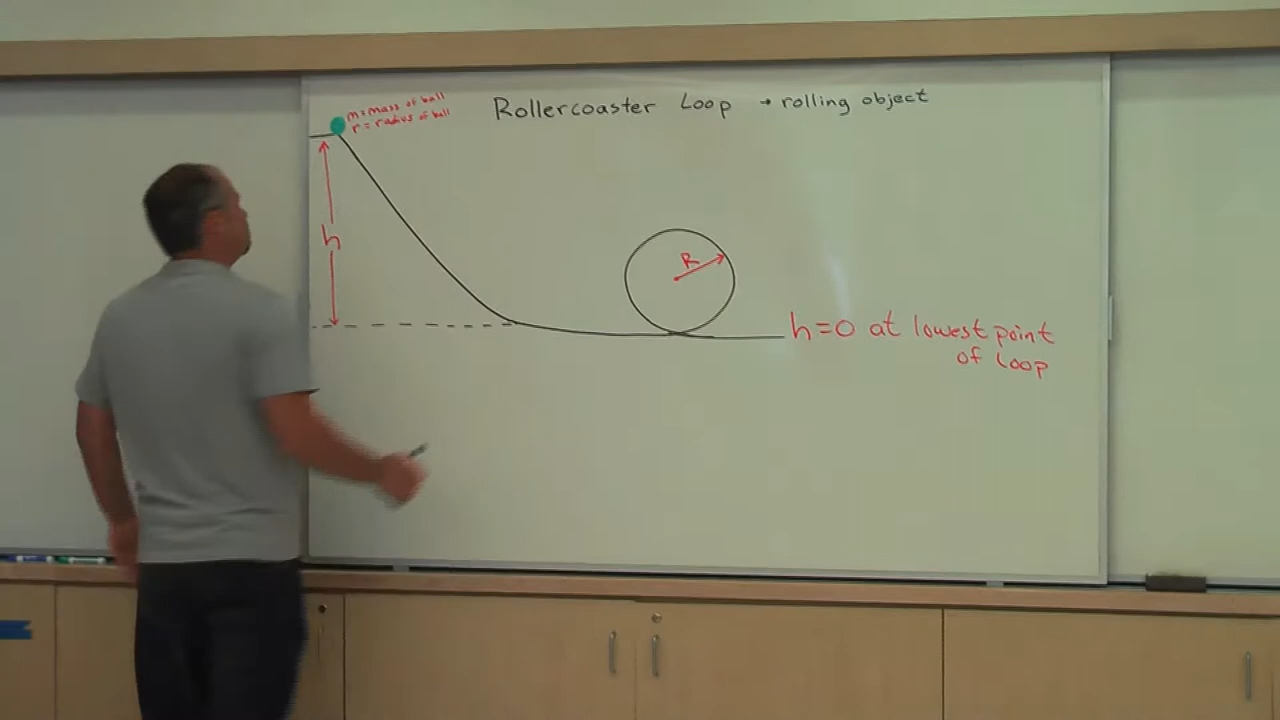 Rollercoaster Loop → rolling object
m=mass of ball
r=radius of ball
h
R
h=0 at lowest point
of loop